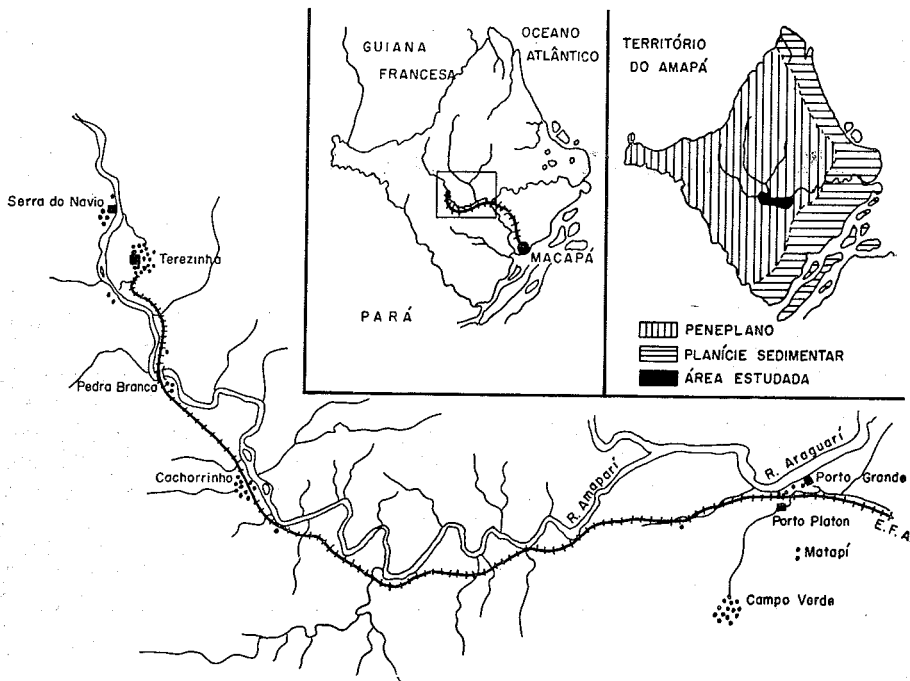 GUIANA
FRANCESA
OCEANO
ATLÂNTICO
MACAPÁ
PARÁ
TERRITÓRIO
DO AMAPÁ
PENEPLANO
PLANÍCIE SEDIMENTAR
ÁREA ESTUDADA
Serra do Navio
Terezinha
Pedra Branca
Cachorrinho
R. Amaparí
R. Araguarí
Porto Grande
Porto Platon
E.F.A
Matapí
Campo Verde